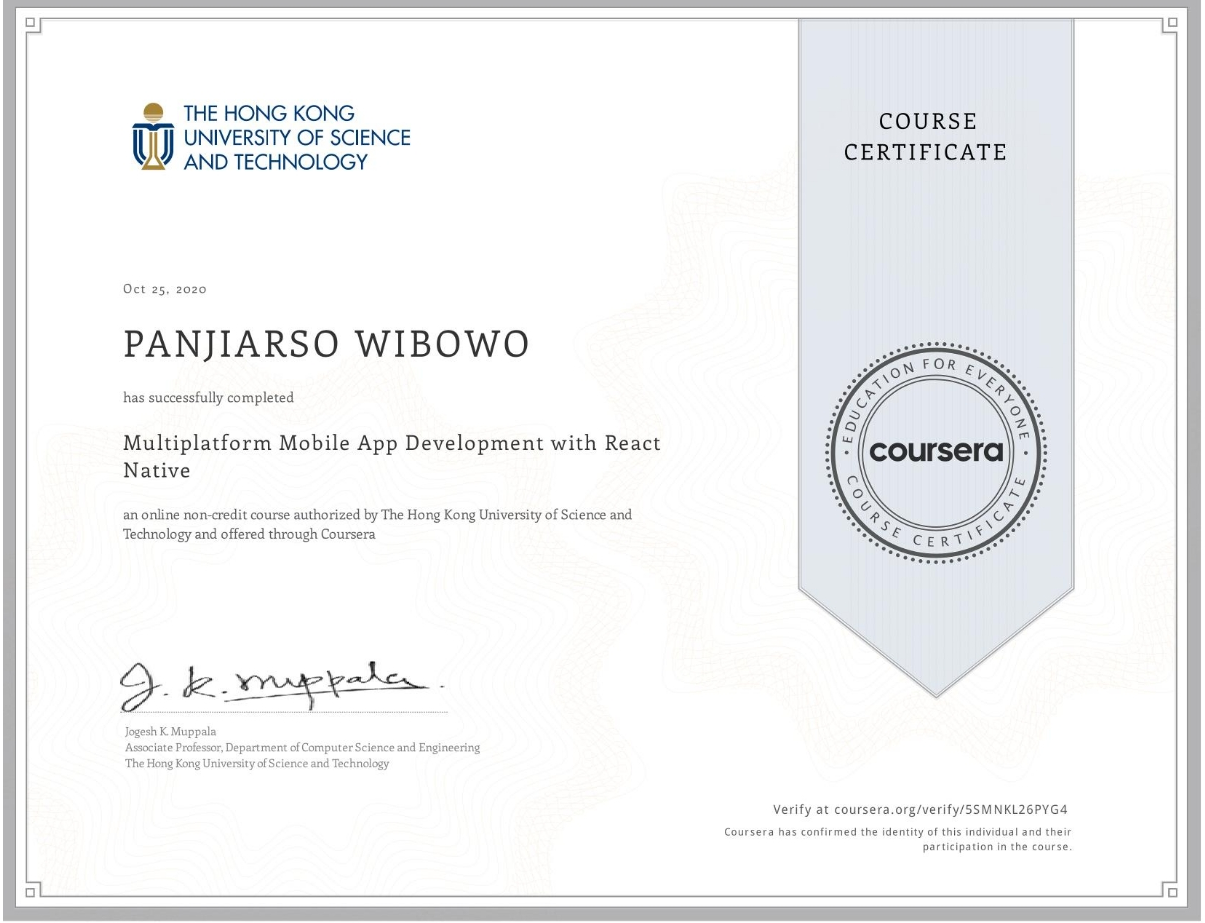 THE HONG KONG
UNIVERSITY OF SCIENCE
AND TECHNOLOGY
COURSE
CERTIFICATE
Oct 25, 2020
PANJIARSO WIBOWO
has successfully completed
Multiplatform Mobile App Development with React
Native
an online non-credit course authorized by The Hong Kong University of Science and
Technology and offered through Coursera
EDUCATION FOR EVERYONE
coursera
COURSE CERTIFICATE
J. K. Muppala
Jogesh K. Muppala
Associate Professor, Department of Computer Science and Engineering
The Hong Kong University of Science and Technology
Verify at coursera.org/verify/5SMNKL26PYG4
Coursera has confirmed the identity of this individual and their
participation in the course.